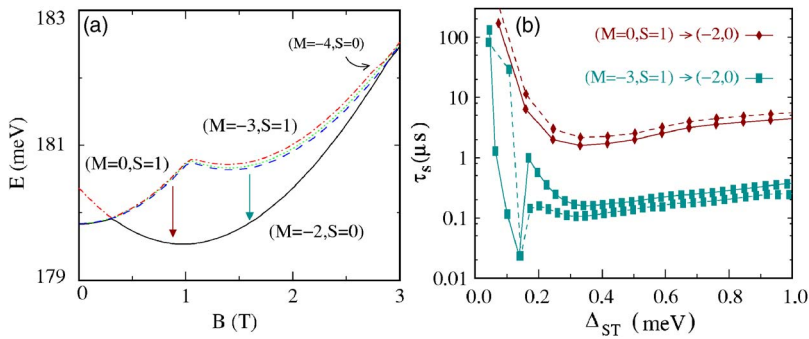 (a)
183
181
179
E (meV)
(M=−4,S=0)
(M=−3,S=1)
(M=0,S=1)
(M=−2,S=0)
0
1
2
3
B (T)
(b)
100
10
1
0.1
0.01
τS (μs)
(M=0,S=1) → (−2,0)
(M=−3,S=1) → (−2,0)
0.0
0.2
0.4
0.6
0.8
1.0
ΔST (meV)